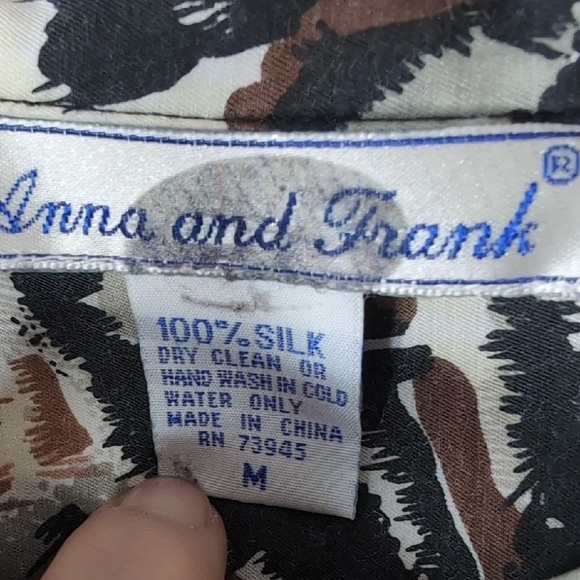 Anna and Frank ®
100% SILK
DRY CLEAN OR
HAND WASH IN COLD
WATER ONLY
MADE IN CHINA
RN 73945
M